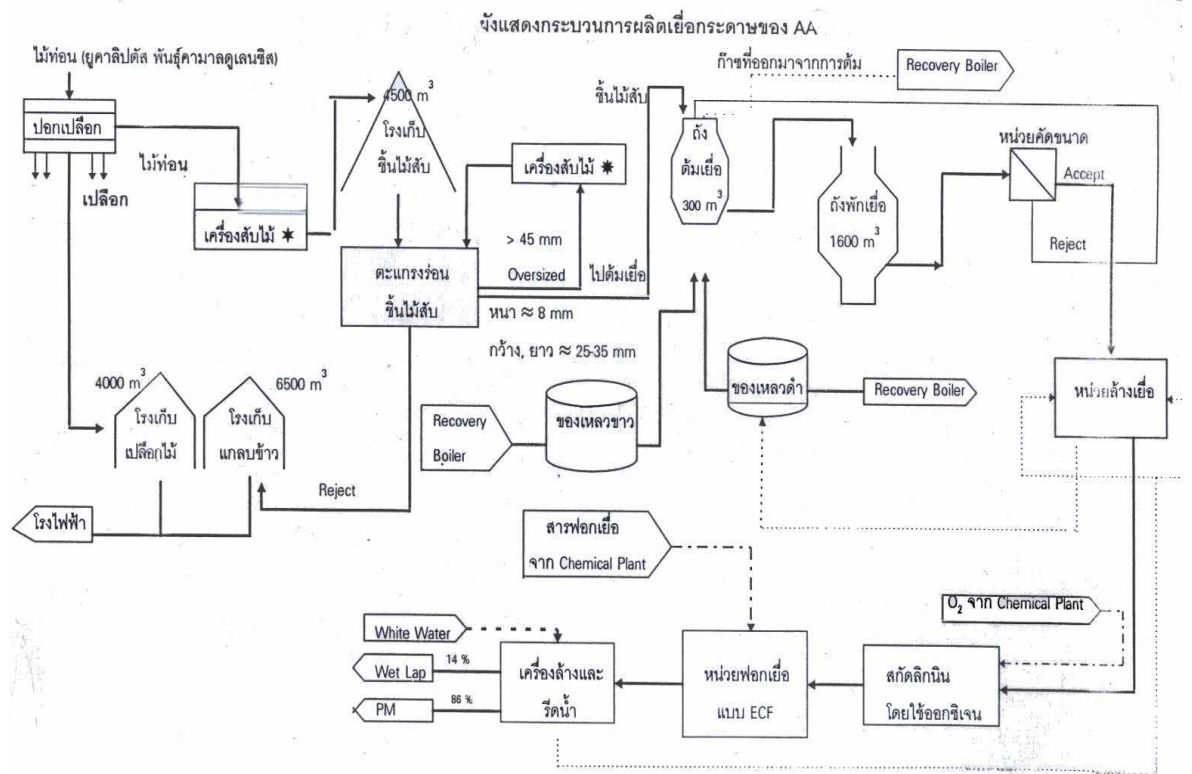 ผังแสดงกระบวนการผลิตเยื่อกระดาษของ AA
ไม้ท่อน (ยูคาลิปตัส พันธุ์คามาลดูเลนซิส)
ปอกเปลือก
เปลือก
ไม้ท่อน
เครื่องสับไม้ ✶
4500 m³
โรงเก็บ
ชิ้นไม้สับ
เครื่องสับไม้ ✶
> 45 mm
Oversized
ตะแกรงร่อน
ชิ้นไม้สับ
ไปต้มเยื่อ
หนา ≈ 8 mm
กว้าง, ยาว ≈ 25-35 mm
ชิ้นไม้สับ
ก๊าซที่ออกมาจากการต้ม
Recovery Boiler
ถัง
ต้มเยื่อ
300 m³
ถังพักเยื่อ
1600 m³
หน่วยคัดขนาด
Accept
Reject
4000 m³
โรงเก็บ
เปลือกไม้
6500 m³
โรงเก็บ
แกลบข้าว
Reject
โรงไฟฟ้า
Recovery
Boiler
ของเหลวขาว
ของเหลวดำ
Recovery Boiler
หน่วยล้างเยื่อ
สารฟอกเยื่อ
จาก Chemical Plant
O₂ จาก Chemical Plant
White Water
Wet Lap
14 %
PM
86 %
เครื่องล้างและ
รีดน้ำ
หน่วยฟอกเยื่อ
แบบ ECF
สกัดลิกนิน
โดยใช้ออกซิเจน